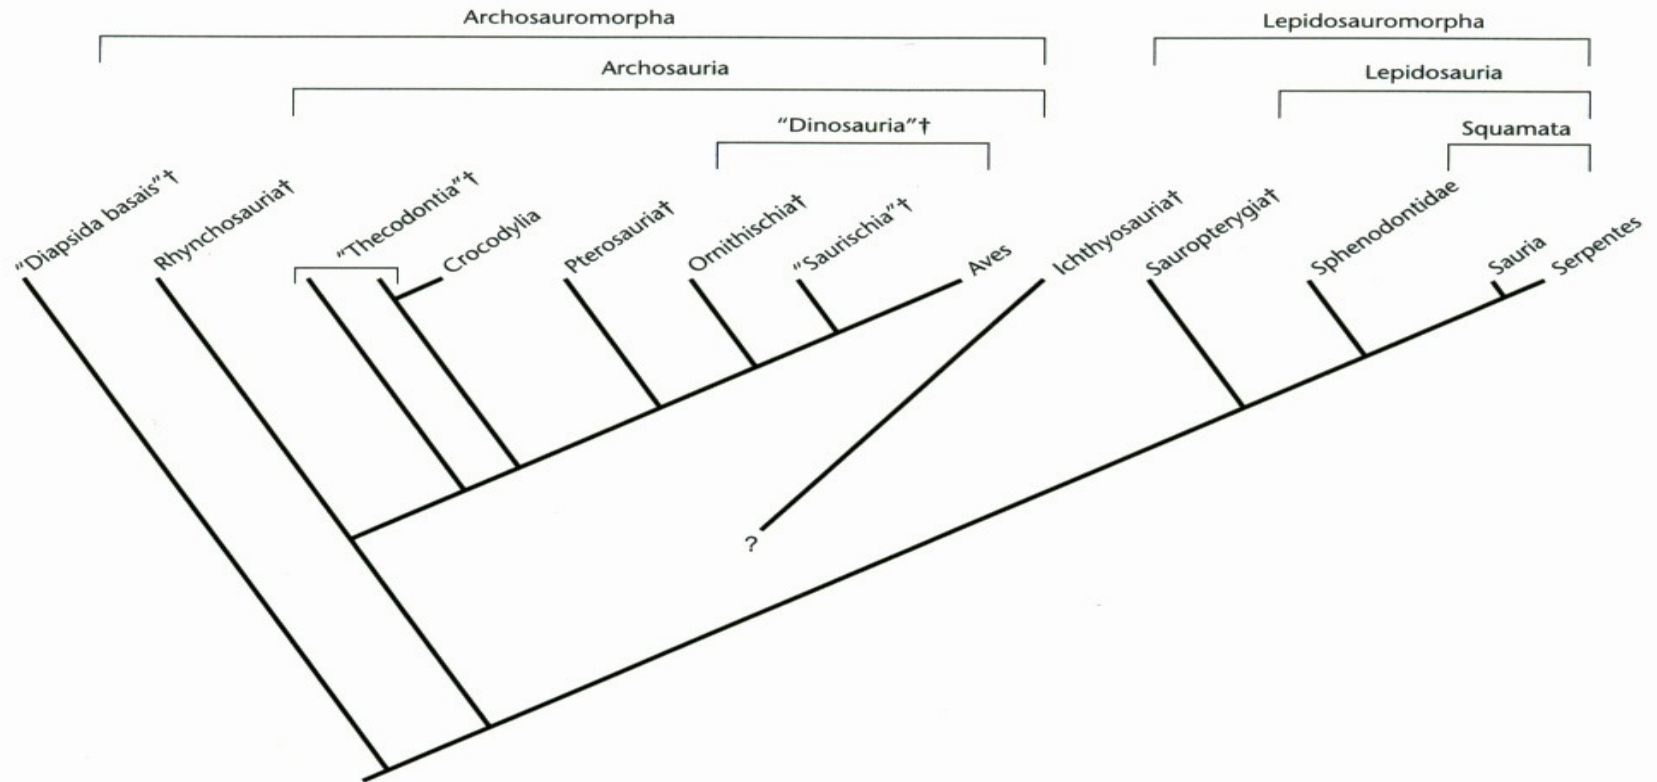 Archosauromorpha
Lepidosauromorpha
Archosauria
Lepidosauria
"Dinosauria"†
Squamata
"Diapsida basais"†
Rhynchosauria†
"Thecodontia"†
Crocodylia
Pterosauria†
Ornithischia†
"Saurischia"†
Aves
Ichthyosauria†
Sauropterygia†
Sphenodontidae
Sauria
Serpentes
?